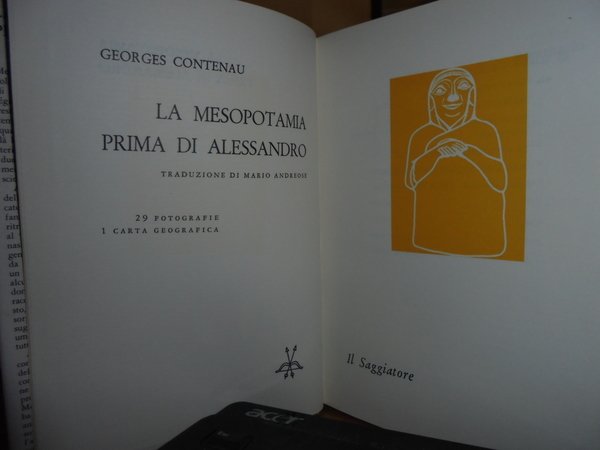 GEORGES CONTENAU
LA MESOPOTAMIA
PRIMA DI ALESSANDRO
TRADUZIONE DI MARIO ANDREOSE
29 FOTOGRAFIE
1 CARTA GEOGRAFICA
Il Saggiatore
acer